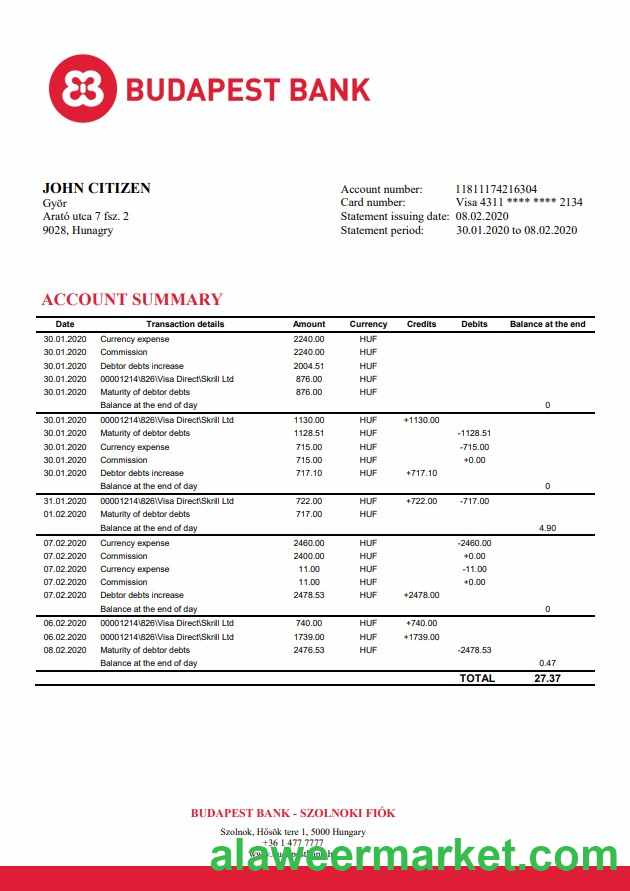 BUDAPEST BANK
JOHN CITIZEN
Györ
Arató utca 7 fsz. 2
9028, Hunagry
Account number: 11811174216304
Card number: Visa 4311 **** **** 2134
Statement issuing date: 08.02.2020
Statement period: 30.01.2020 to 08.02.2020
ACCOUNT SUMMARY
Date Transaction details Amount Currency Credits Debits Balance at the end
30.01.2020 Currency expense 2240.00 HUF
30.01.2020 Commission 2240.00 HUF
30.01.2020 Debtor debts increase 2004.51 HUF
30.01.2020 00001214\826\Visa Direct\Skrill Ltd 876.00 HUF
30.01.2020 Maturity of debtor debts 876.00 HUF
Balance at the end of day 0
30.01.2020 00001214\826\Visa Direct\Skrill Ltd 1130.00 HUF +1130.00
30.01.2020 Maturity of debtor debts 1128.51 HUF -1128.51
30.01.2020 Currency expense 715.00 HUF -715.00
30.01.2020 Commission 715.00 HUF +0.00
30.01.2020 Debtor debts increase 717.10 HUF +717.10
Balance at the end of day 0
31.01.2020 00001214\826\Visa Direct\Skrill Ltd 722.00 HUF +722.00 -717.00
01.02.2020 Maturity of debtor debts 717.00 HUF
Balance at the end of day 4.90
07.02.2020 Currency expense 2460.00 HUF -2460.00
07.02.2020 Commission 2400.00 HUF +0.00
07.02.2020 Currency expense 11.00 HUF -11.00
07.02.2020 Commission 11.00 HUF +0.00
07.02.2020 Debtor debts increase 2478.53 HUF +2478.00
Balance at the end of day 0
06.02.2020 00001214\826\Visa Direct\Skrill Ltd 740.00 HUF +740.00
06.02.2020 00001214\826\Visa Direct\Skrill Ltd 1739.00 HUF +1739.00
08.02.2020 Maturity of debtor debts 2476.53 HUF -2478.53
Balance at the end of day 0.47
TOTAL 27.37
BUDAPEST BANK - SZOLNOKI FIÓK
Szolnok, Hősök tere 1, 5000 Hungary
+36 1 477 7777
alaweermarket.com